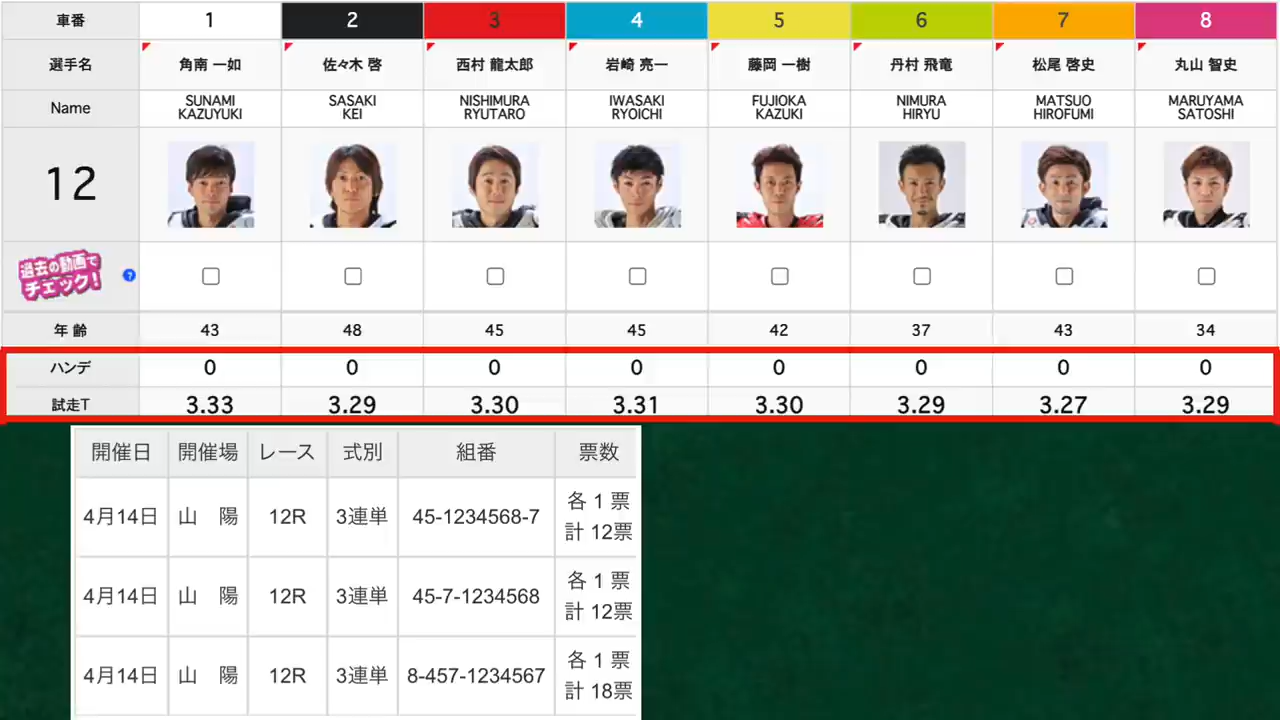 車番 1 2 3 4 5 6 7 8
選手名 角南 一如 佐々木 啓 西村 龍太郎 岩崎 亮一 藤岡 一樹 丹村 飛竜 松尾 啓史 丸山 智史
Name SUNAMI KAZUYUKI SASAKI KEI NISHIMURA RYUTARO IWASAKI RYOICHI FUJIOKA KAZUKI NIMURA HIRYU MATSUO HIROFUMI MARUYAMA SATOSHI
12
過去の動画で
チェック! ?
年 齢 43 48 45 45 42 37 43 34
ハンデ 0 0 0 0 0 0 0 0
試走T 3.33 3.29 3.30 3.31 3.30 3.29 3.27 3.29
開催日 開催場 レース 式別 組番 票数
4月14日 山 陽 12R 3連単 45-1234568-7 各 1 票 計 12票
4月14日 山 陽 12R 3連単 45-7-1234568 各 1 票 計 12票
4月14日 山 陽 12R 3連単 8-457-1234567 各 1 票 計 18票